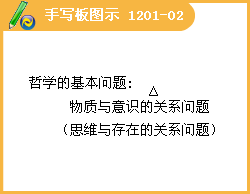 手写板图示 1201-02
哲学的基本问题：
△
物质与意识的关系问题
（思维与存在的关系问题）